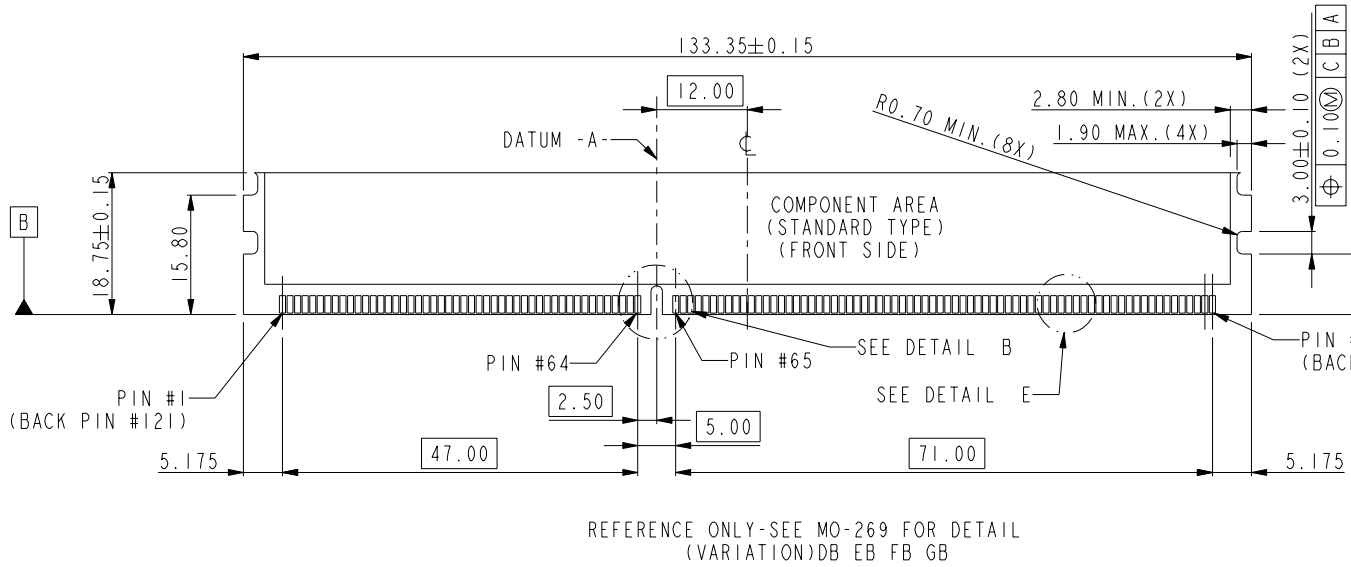 133.35±0.15
12.00
2.80 MIN.(2X)
R0.70 MIN.(8X)
1.90 MAX.(4X)
3.00±0.10 (2X)
⌖ 0.10Ⓜ C B A
DATUM -A-
℄
COMPONENT AREA
(STANDARD TYPE)
(FRONT SIDE)
B
18.75±0.15
15.80
PIN #1
(BACK PIN #121)
PIN #64
PIN #65
SEE DETAIL B
SEE DETAIL E
PIN #
(BACK
2.50
5.00
5.175
47.00
71.00
5.175
REFERENCE ONLY-SEE MO-269 FOR DETAIL
(VARIATION)DB EB FB GB